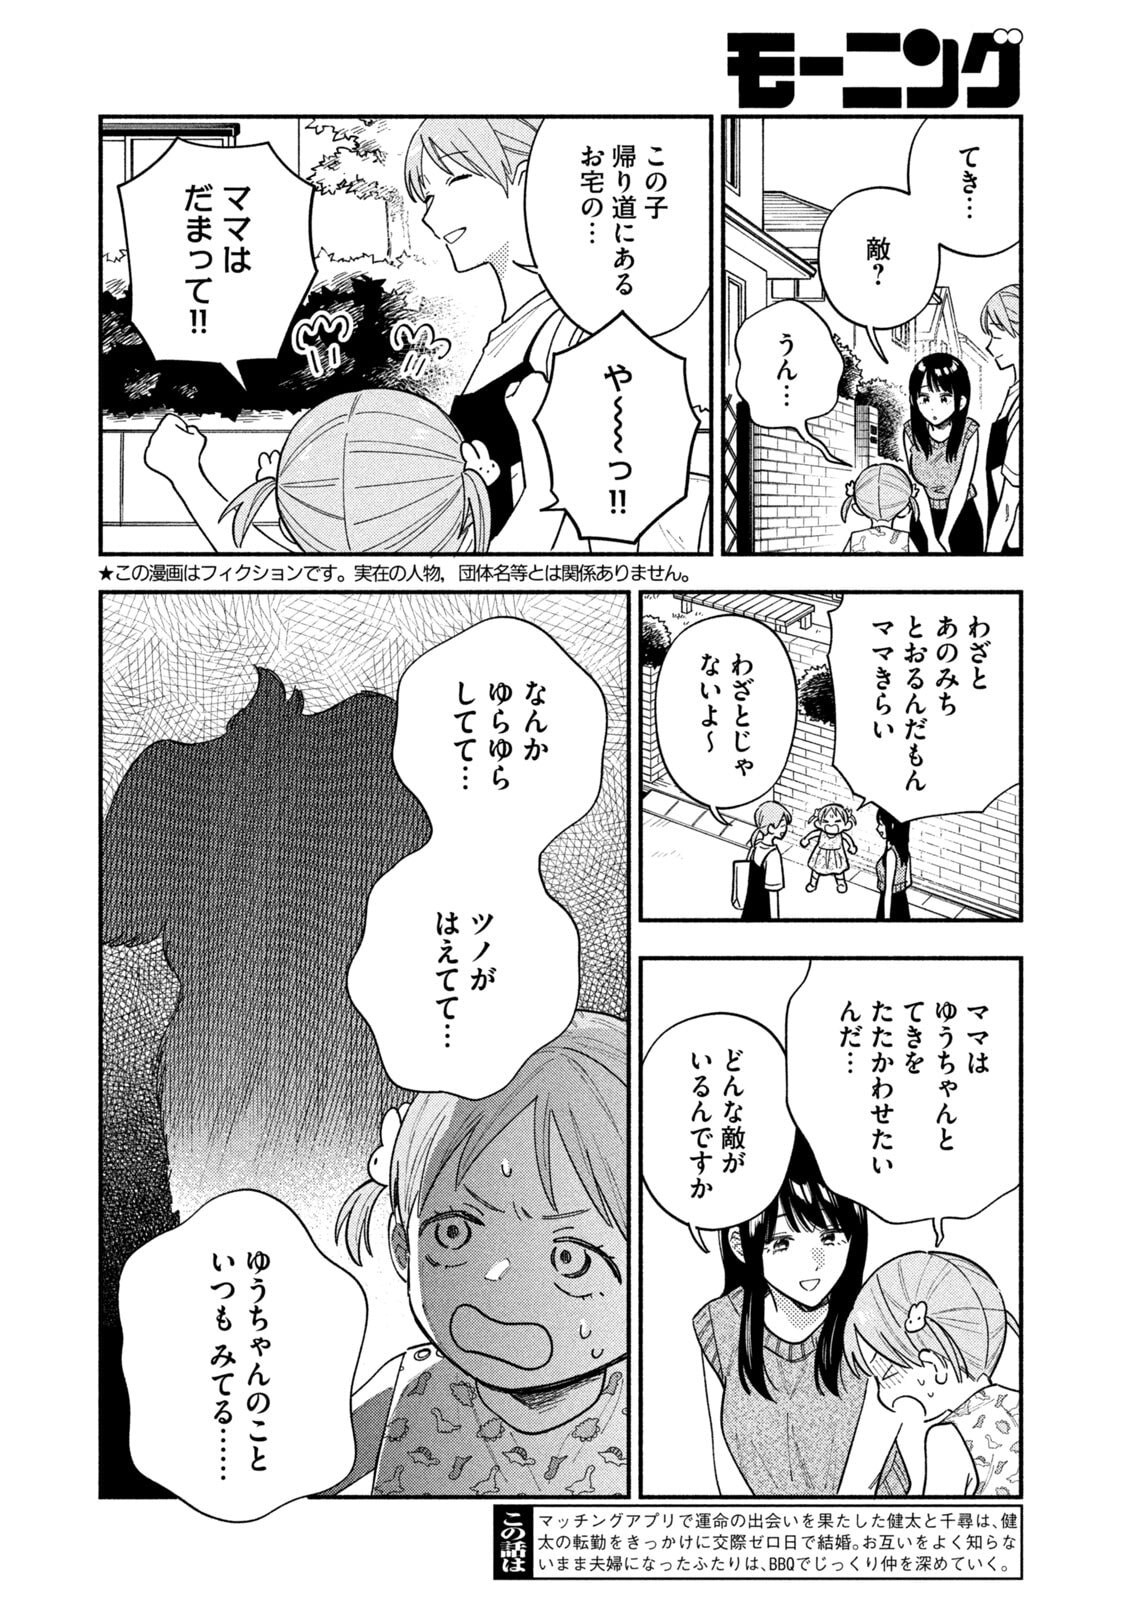 モーニング
てき…
敵?
うん…
この子
帰り道にある
お宅の…
や〜〜〜っ!!
ママは
だまって!!
★この漫画はフィクションです。実在の人物，団体名等とは関係ありません。
わざと
あのみち
とおるんだもん
ママきらい
わざとじゃ
ないよ〜
ママは
ゆうちゃんと
てきを
たたかわせたい
んだ…
どんな敵が
いるんですか
なんか
ゆらゆら
してて…
ツノが
はえてて…
ゆうちゃんのこと
いつも みてる……
この話は
マッチングアプリで運命の出会いを果たした健太と千尋は、健
太の転勤をきっかけに交際ゼロ日で結婚。お互いをよく知らな
いまま夫婦になったふたりは、BBQでじっくり仲を深めていく。